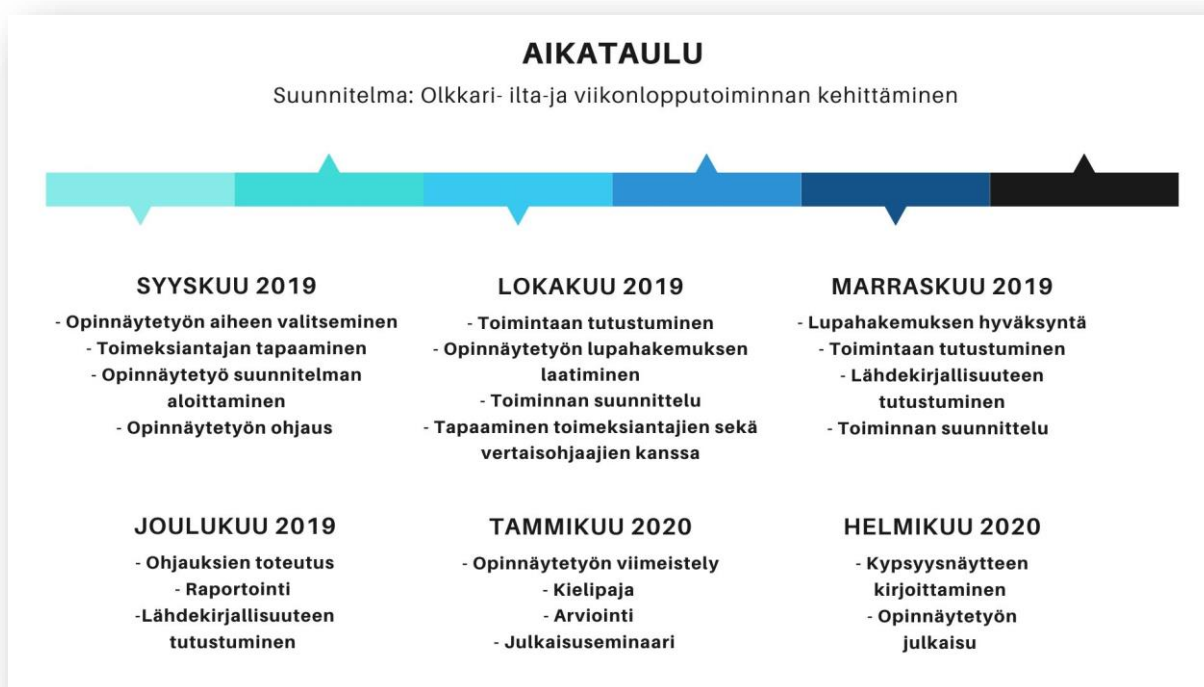 AIKATAULU
Suunnitelma: Olkkari- ilta-ja viikonlopputoiminnan kehittäminen
SYYSKUU 2019
- Opinnäytetyön aiheen valitseminen
- Toimeksiantajan tapaaminen
- Opinnäytetyö suunnitelman
aloittaminen
- Opinnäytetyön ohjaus
LOKAKUU 2019
- Toimintaan tutustuminen
- Opinnäytetyön lupahakemuksen
laatiminen
- Toiminnan suunnittelu
- Tapaaminen toimeksiantajien sekä
vertaisohjaajien kanssa
MARRASKUU 2019
- Lupahakemuksen hyväksyntä
- Toimintaan tutustuminen
- Lähdekirjallisuuteen
tutustuminen
- Toiminnan suunnittelu
JOULUKUU 2019
- Ohjauksien toteutus
- Raportointi
-Lähdekirjallisuuteen
tutustuminen
TAMMIKUU 2020
- Opinnäytetyön viimeistely
- Kielipaja
- Arviointi
- Julkaisuseminaari
HELMIKUU 2020
- Kypsyysnäytteen
kirjoittaminen
- Opinnäytetyön
julkaisu